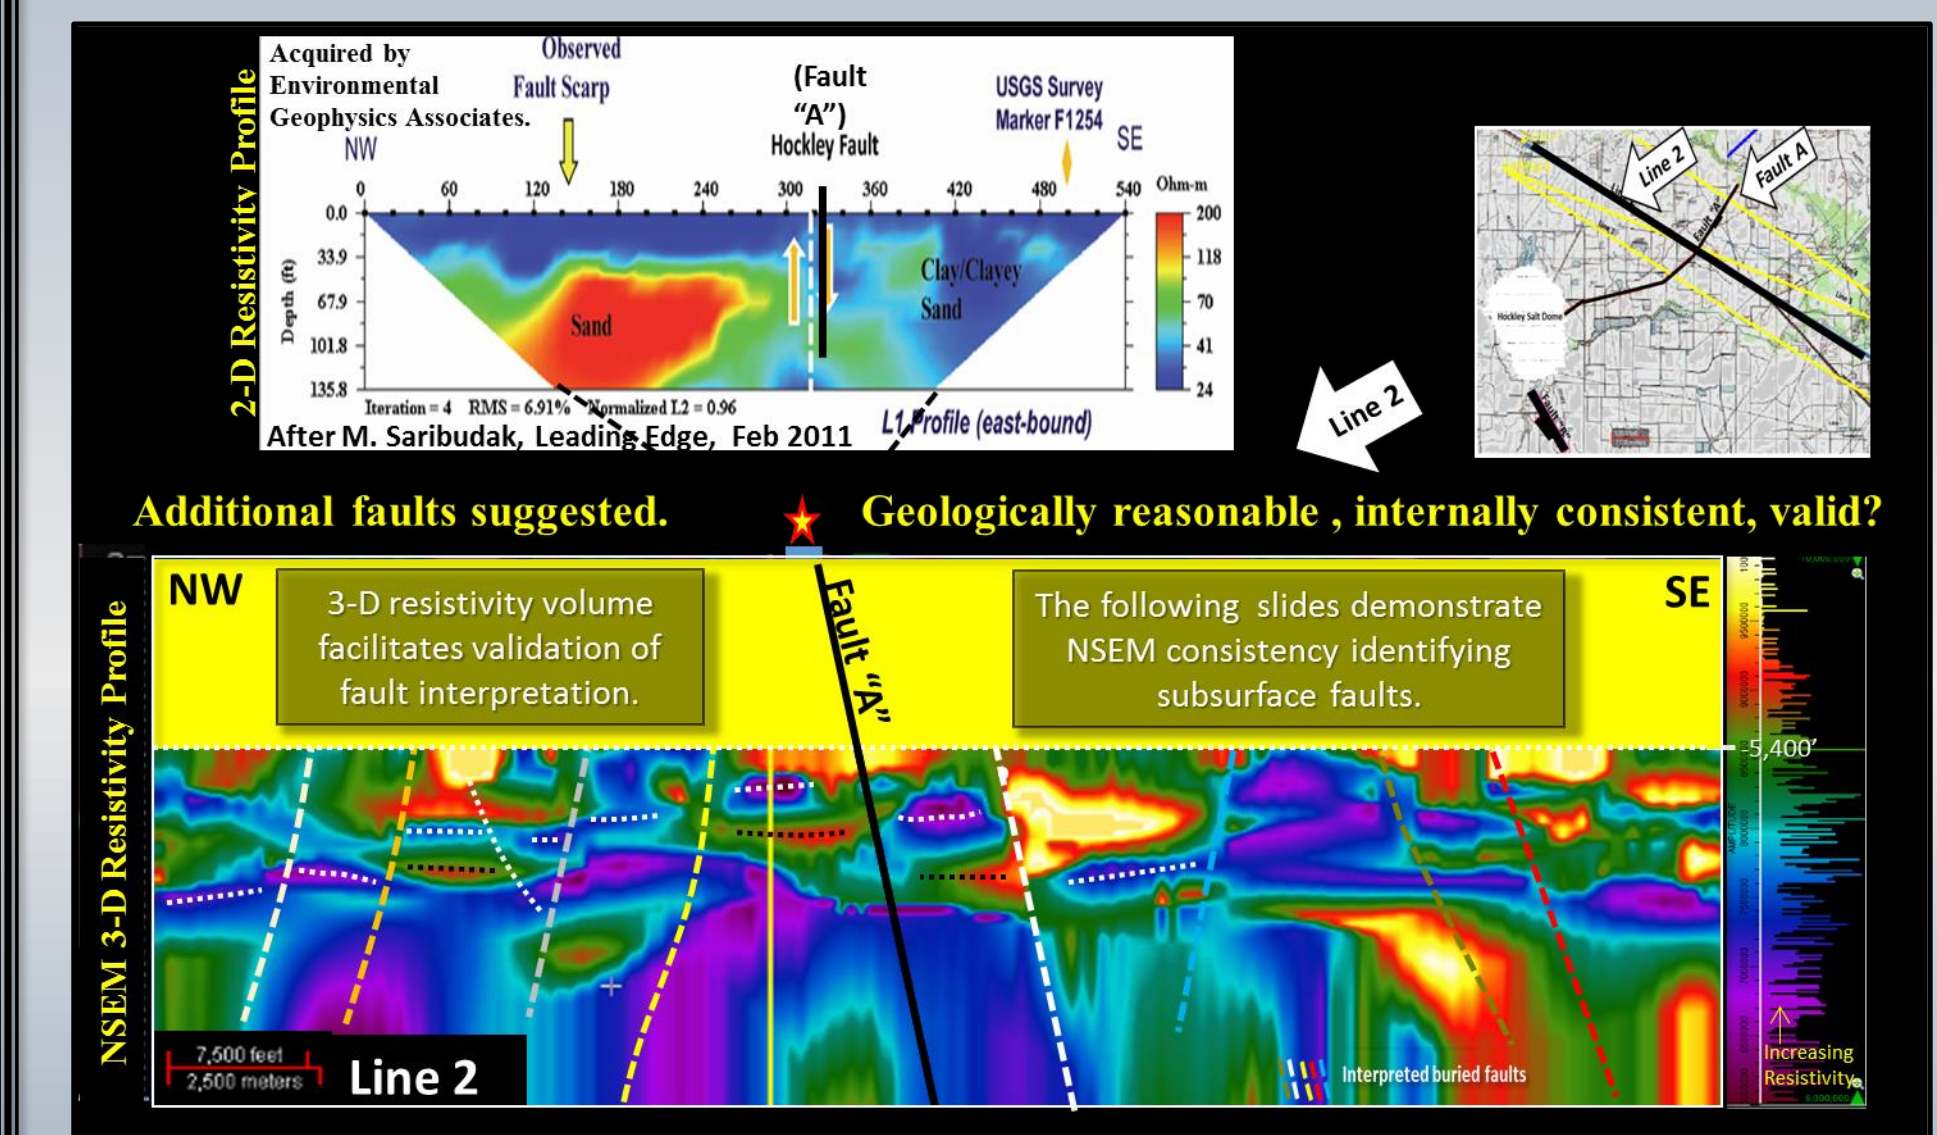 2-D Resistivity Profile
Acquired by
Environmental
Geophysics Associates.
Observed
Fault Scarp
(Fault
“A”)
Hockley Fault
USGS Survey
Marker F1254
NW
SE
0 60 120 180 240 300 360 420 480 540 Ohm-m
Depth (ft)
0.0
33.9
67.9
101.8
135.8
Sand
Clay/Clayey
Sand
200
118
70
41
24
Iteration = 4 RMS = 6.91% Normalized L2 = 0.96
L1 Profile (east-bound)
After M. Saribudak, Leading Edge, Feb 2011
Line 2
Fault A
Fault "A"
Hockley Salt Dome
Line 2
Additional faults suggested.
Geologically reasonable , internally consistent, valid?
NSEM 3-D Resistivity Profile
NW
SE
3-D resistivity volume
facilitates validation of
fault interpretation.
Fault “A”
The following slides demonstrate
NSEM consistency identifying
subsurface faults.
-5,400’
AMPLITUDE
7,500 feet
2,500 meters
Line 2
Interpreted buried faults
Increasing
Resistivity